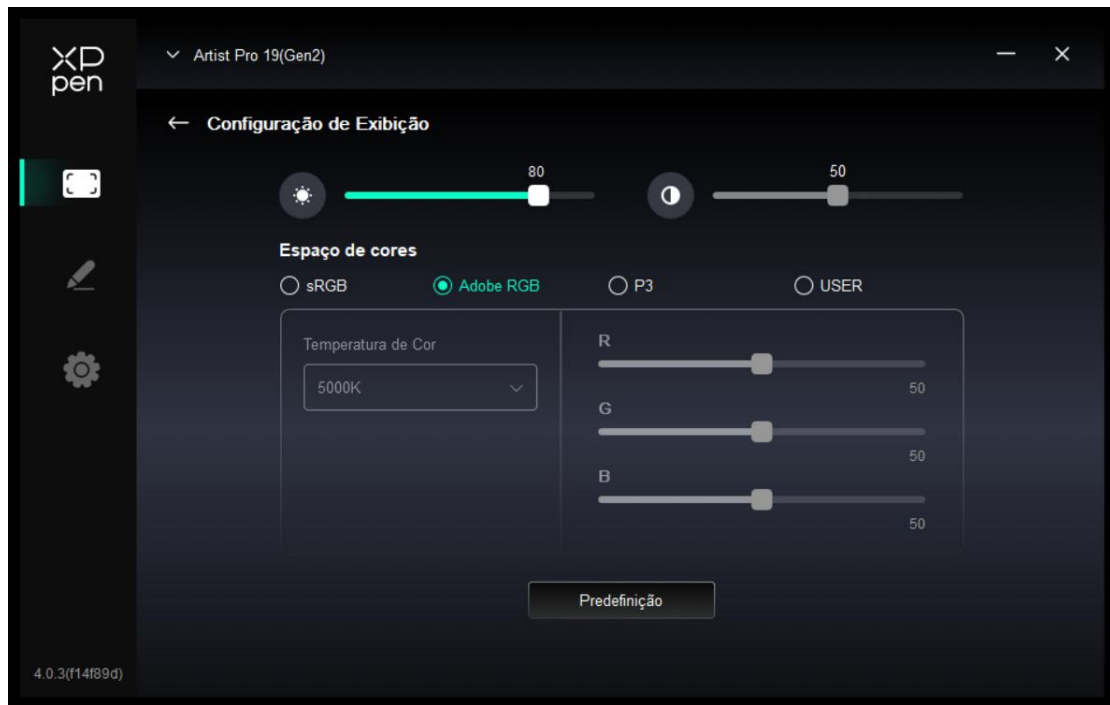 XP
pen
Artist Pro 19(Gen2)
Configuração de Exibição
80
50
Espaço de cores
sRGB
Adobe RGB
P3
USER
Temperatura de Cor
5000K
R
50
G
50
B
50
Predefinição
4.0.3(f14f89d)